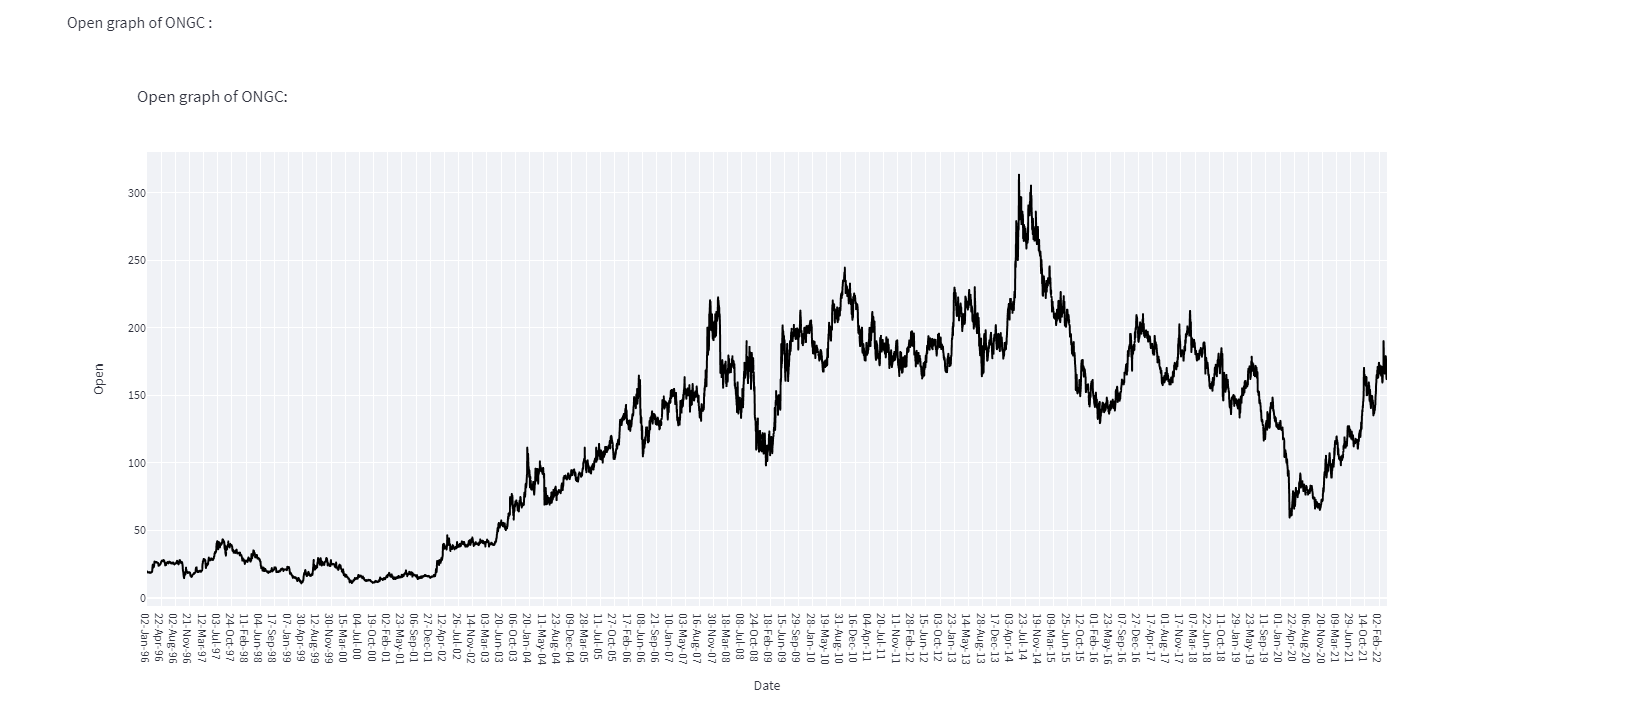 Open graph of ONGC :
Open graph of ONGC:
300
250
200
150
100
50
0
Open
02-Jan-96
22-Apr-96
02-Aug-96
21-Nov-96
12-Mar-97
03-Jul-97
24-Oct-97
11-Feb-98
04-Jun-98
17-Sep-98
07-Jan-99
30-Apr-99
12-Aug-99
30-Nov-99
15-Mar-00
04-Jul-00
19-Oct-00
02-Feb-01
23-May-01
06-Sep-01
27-Dec-01
12-Apr-02
26-Jul-02
14-Nov-02
03-Mar-03
20-Jun-03
06-Oct-03
20-Jan-04
11-May-04
23-Aug-04
09-Dec-04
28-Mar-05
11-Jul-05
27-Oct-05
17-Feb-06
08-Jun-06
21-Sep-06
10-Jan-07
03-May-07
16-Aug-07
30-Nov-07
18-Mar-08
08-Jul-08
24-Oct-08
18-Feb-09
15-Jun-09
29-Sep-09
28-Jan-10
19-May-10
31-Aug-10
16-Dec-10
04-Apr-11
20-Jul-11
11-Nov-11
28-Feb-12
15-Jun-12
03-Oct-12
23-Jan-13
14-May-13
28-Aug-13
17-Dec-13
03-Apr-14
23-Jul-14
19-Nov-14
09-Mar-15
25-Jun-15
12-Oct-15
01-Feb-16
23-May-16
07-Sep-16
27-Dec-16
17-Apr-17
01-Aug-17
17-Nov-17
07-Mar-18
22-Jun-18
11-Oct-18
29-Jan-19
23-May-19
11-Sep-19
01-Jan-20
22-Apr-20
06-Aug-20
20-Nov-20
09-Mar-21
29-Jun-21
14-Oct-21
02-Feb-22
Date